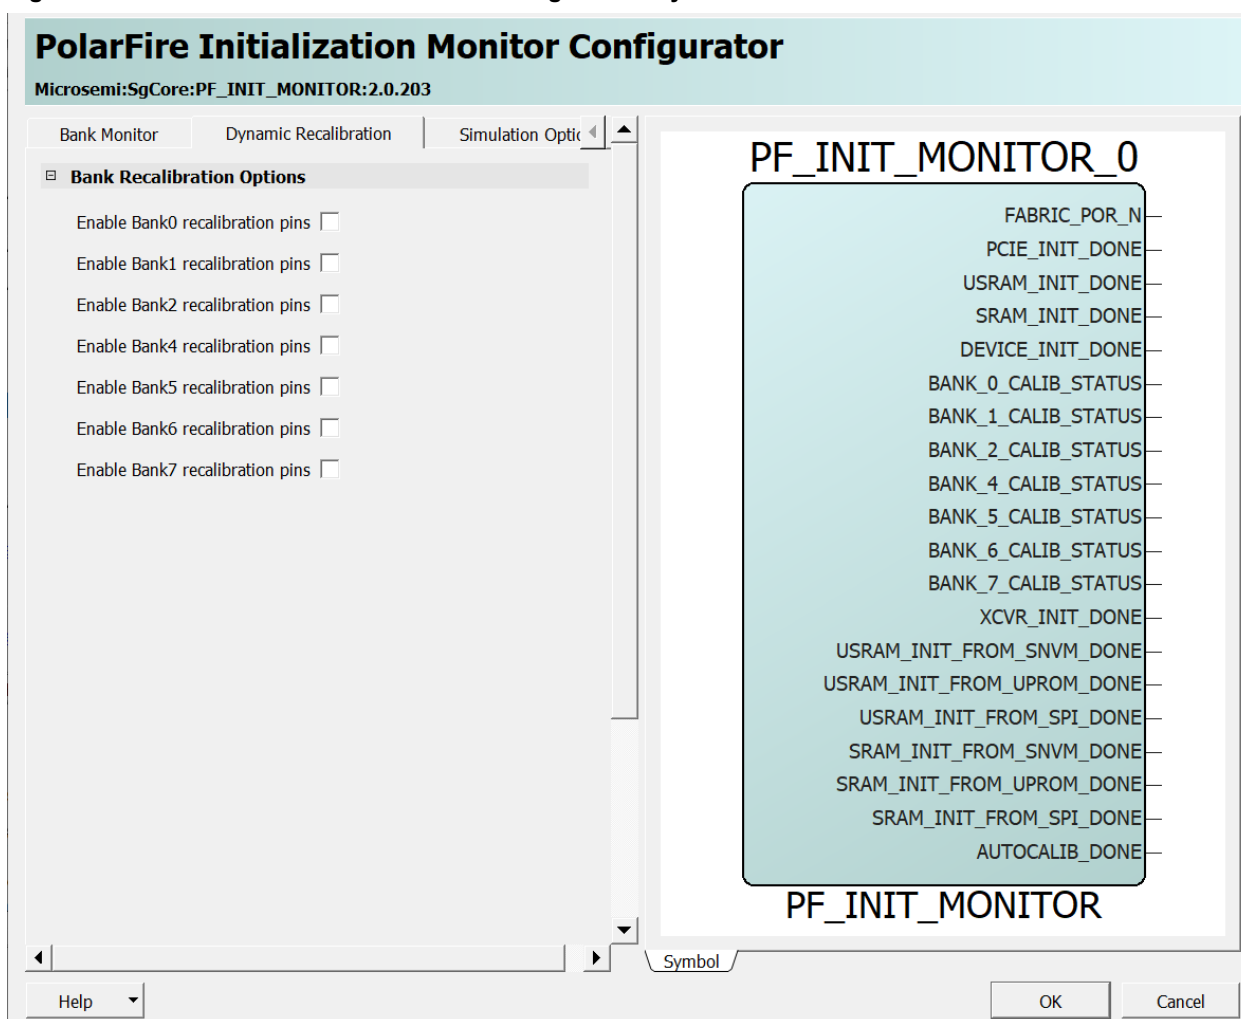 PolarFire Initialization Monitor Configurator
Microsemi:SgCore:PF_INIT_MONITOR:2.0.203
Bank Monitor Dynamic Recalibration Simulation Optic
Bank Recalibration Options
Enable Bank0 recalibration pins
Enable Bank1 recalibration pins
Enable Bank2 recalibration pins
Enable Bank4 recalibration pins
Enable Bank5 recalibration pins
Enable Bank6 recalibration pins
Enable Bank7 recalibration pins
PF_INIT_MONITOR_0
FABRIC_POR_N
PCIE_INIT_DONE
USRAM_INIT_DONE
SRAM_INIT_DONE
DEVICE_INIT_DONE
BANK_0_CALIB_STATUS
BANK_1_CALIB_STATUS
BANK_2_CALIB_STATUS
BANK_4_CALIB_STATUS
BANK_5_CALIB_STATUS
BANK_6_CALIB_STATUS
BANK_7_CALIB_STATUS
XCVR_INIT_DONE
USRAM_INIT_FROM_SNVM_DONE
USRAM_INIT_FROM_UPROM_DONE
USRAM_INIT_FROM_SPI_DONE
SRAM_INIT_FROM_SNVM_DONE
SRAM_INIT_FROM_UPROM_DONE
SRAM_INIT_FROM_SPI_DONE
AUTOCALIB_DONE
PF_INIT_MONITOR
Symbol
Help
OK
Cancel